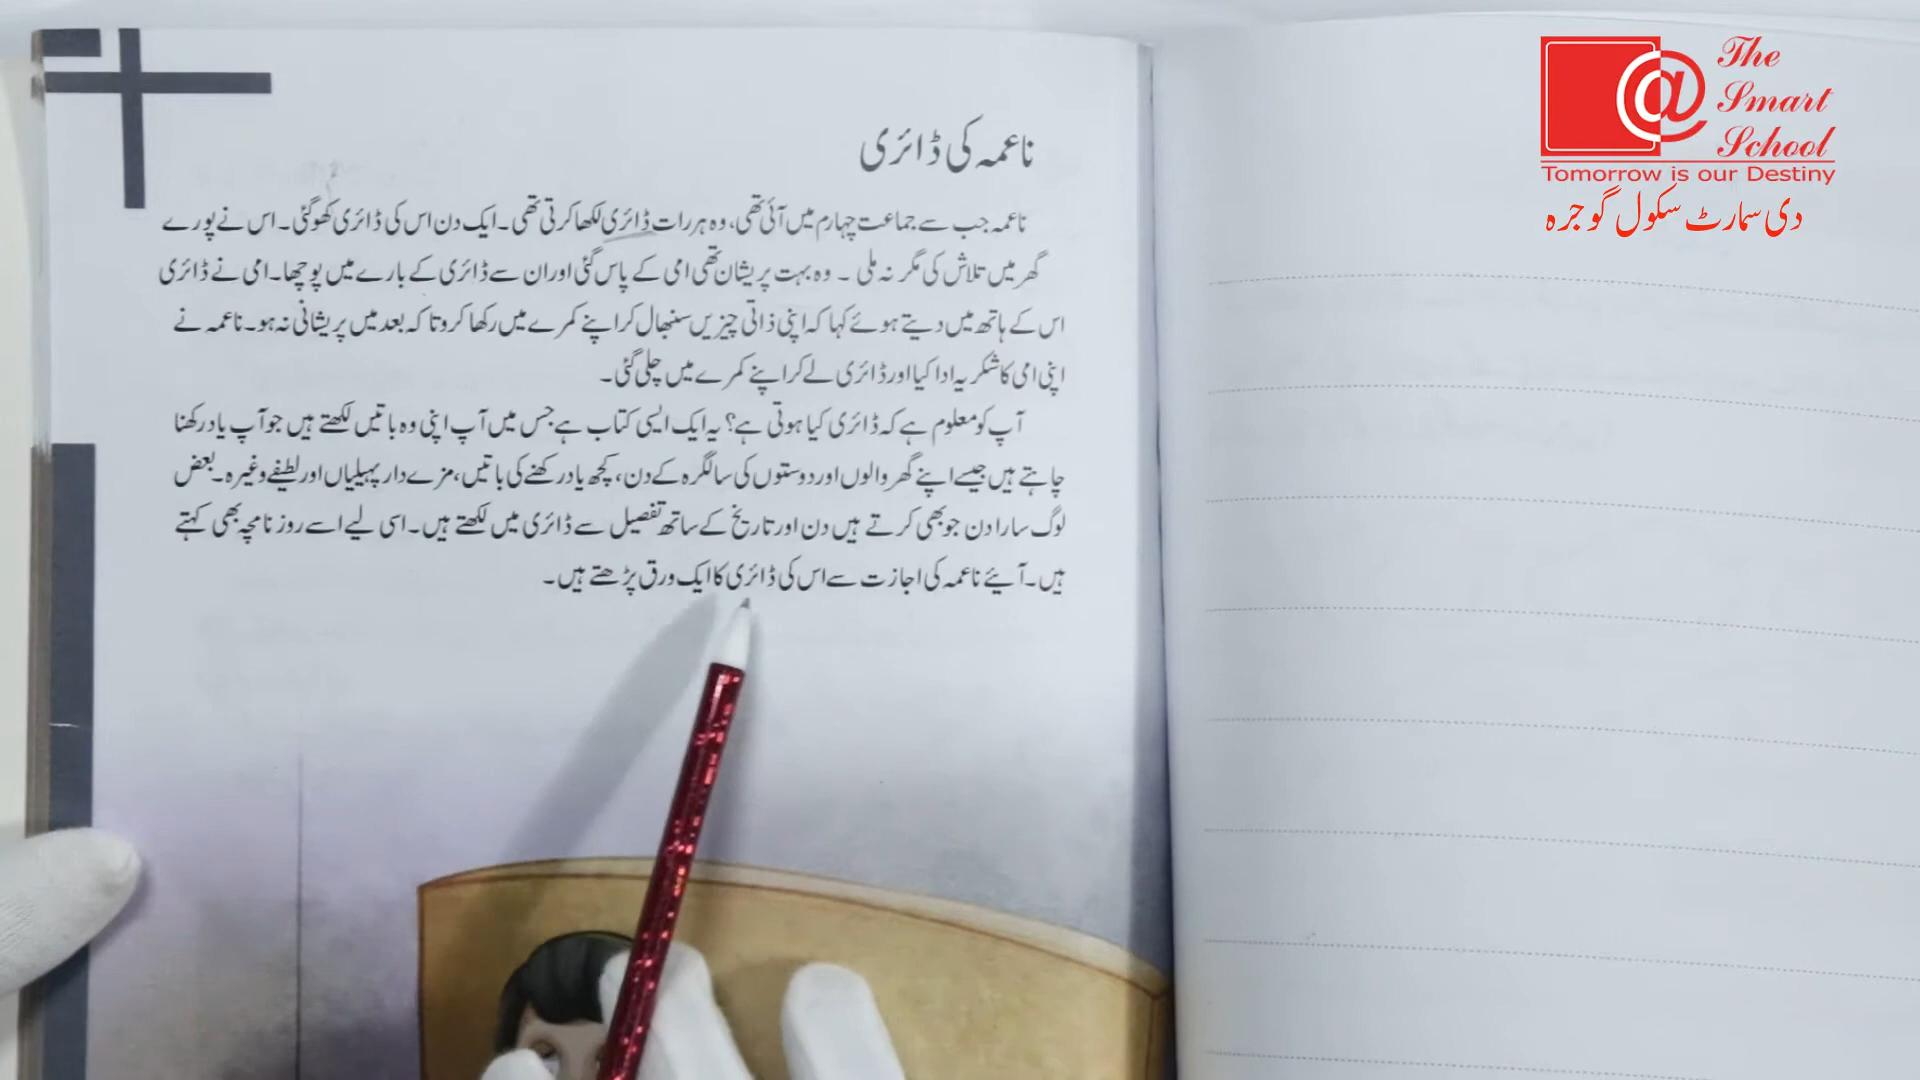 ناعمہ کی ڈائری
ناعمہ جب سے جماعت چہارم میں آئی تھی، وہ ہر رات ڈائری لکھا کرتی تھی۔ ایک دن اس کی ڈائری کھو گئی۔ اس نے پورے
گھر میں تلاش کی مگر نہ ملی ۔ وہ بہت پریشان تھی امی کے پاس گئی اور ان سے ڈائری کے بارے میں پوچھا۔ امی نے ڈائری
اس کے ہاتھ میں دیتے ہوئے کہا کہ اپنی ذاتی چیزیں سنبھال کر اپنے کمرے میں رکھا کرو تا کہ بعد میں پریشانی نہ ہو۔ ناعمہ نے
اپنی امی کا شکریہ ادا کیا اور ڈائری لے کر اپنے کمرے میں چلی گئی۔
آپ کو معلوم ہے کہ ڈائری کیا ہوتی ہے؟ یہ ایک ایسی کتاب ہے جس میں آپ اپنی وہ باتیں لکھتے ہیں جو آپ یاد رکھنا
چاہتے ہیں جیسے اپنے گھر والوں اور دوستوں کی سالگرہ کے دن، کچھ یاد رکھنے کی باتیں، مزے دار پہیلیاں اور لطیفے وغیرہ۔ بعض
لوگ سارا دن جو بھی کرتے ہیں دن اور تاریخ کے ساتھ تفصیل سے ڈائری میں لکھتے ہیں۔ اسی لیے اسے روز نامچہ بھی کہتے
ہیں۔ آیئے ناعمہ کی اجازت سے اس کی ڈائری کا ایک ورق پڑھتے ہیں۔
The
Smart
School
Tomorrow is our Destiny
دی سمارٹ سکول گوجرہ